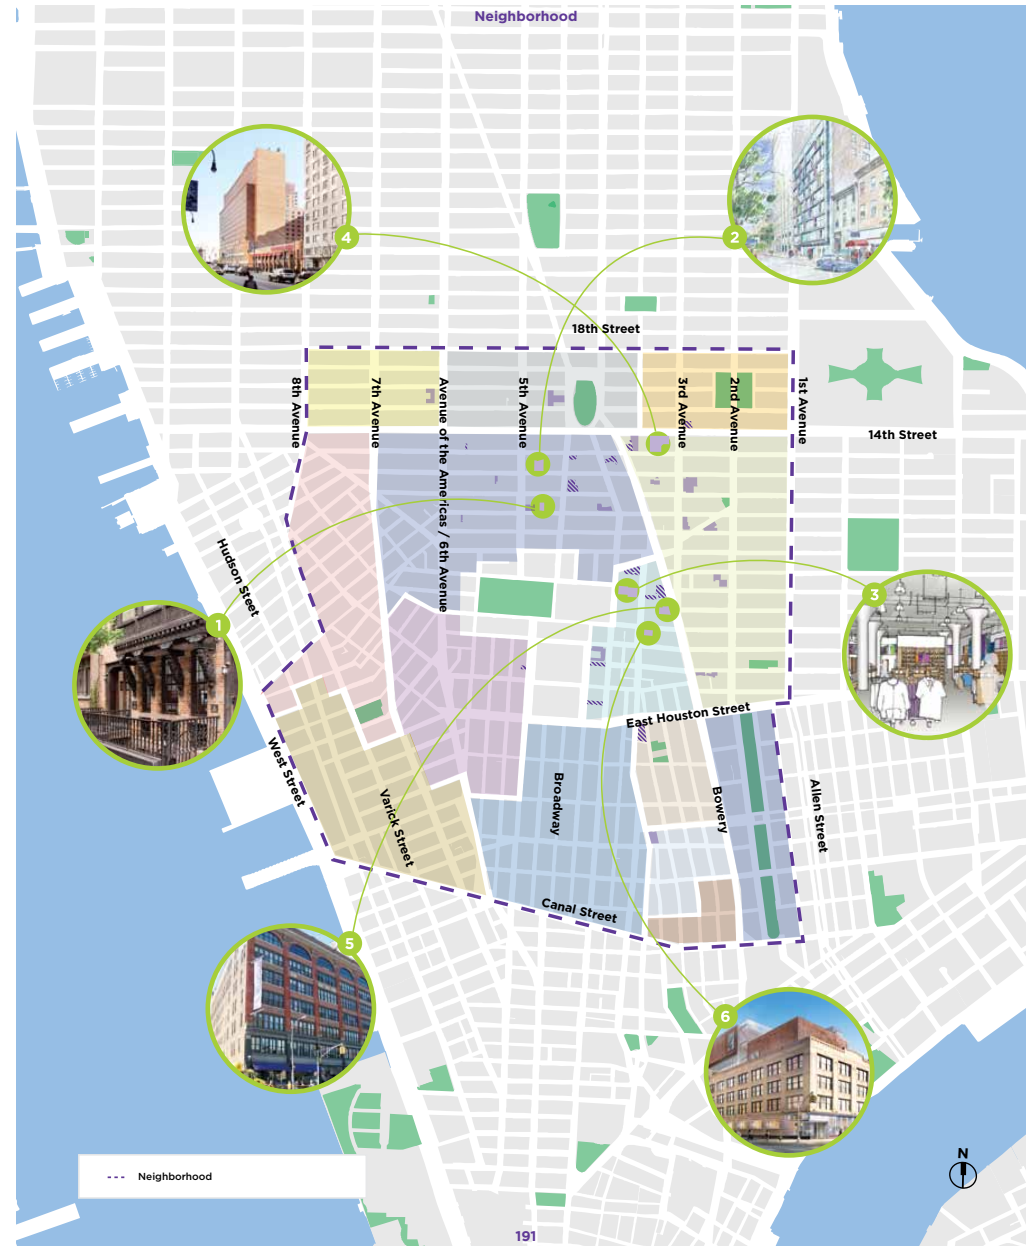 Neighborhood
4
2
18th Street
8th Avenue
7th Avenue
Avenue of the Americas / 6th Avenue
5th Avenue
3rd Avenue
2nd Avenue
1st Avenue
14th Street
Hudson Steet
3
1
East Houston Street
West Street
Varick Street
Broadway
Bowery
Allen Street
Canal Street
5
6
Neighborhood
N
191